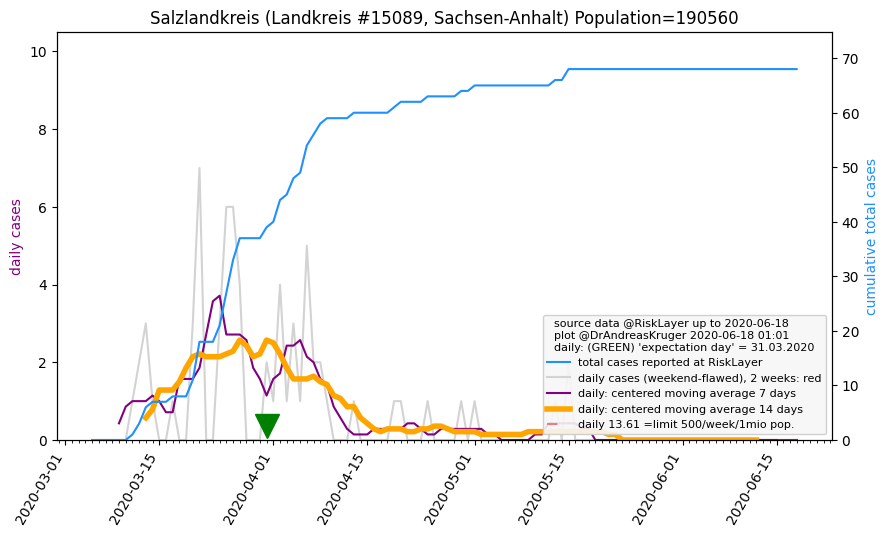 Salzlandkreis (Landkreis #15089, Sachsen-Anhalt) Population=190560
daily cases
10
8
6
4
2
0
cumulative total cases
70
60
50
40
30
20
10
0
source data @RiskLayer up to 2020-06-18
plot @DrAndreasKruger 2020-06-18 01:01
daily: (GREEN) 'expectation day' = 31.03.2020
total cases reported at RiskLayer
daily cases (weekend-flawed), 2 weeks: red
daily: centered moving average 7 days
daily: centered moving average 14 days
daily 13.61 =limit 500/week/1mio pop.
2020-03-01
2020-03-15
2020-04-01
2020-04-15
2020-05-01
2020-05-15
2020-06-01
2020-06-15